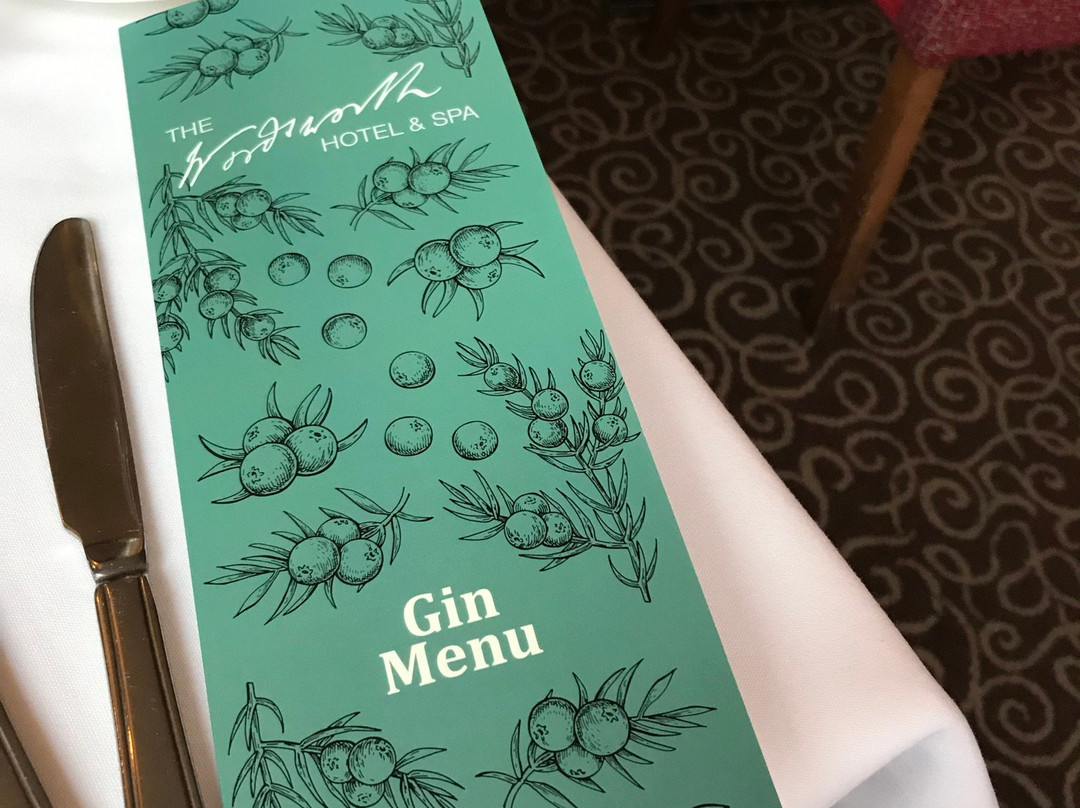 THE Wordsworth
HOTEL & SPA
Gin
Menu